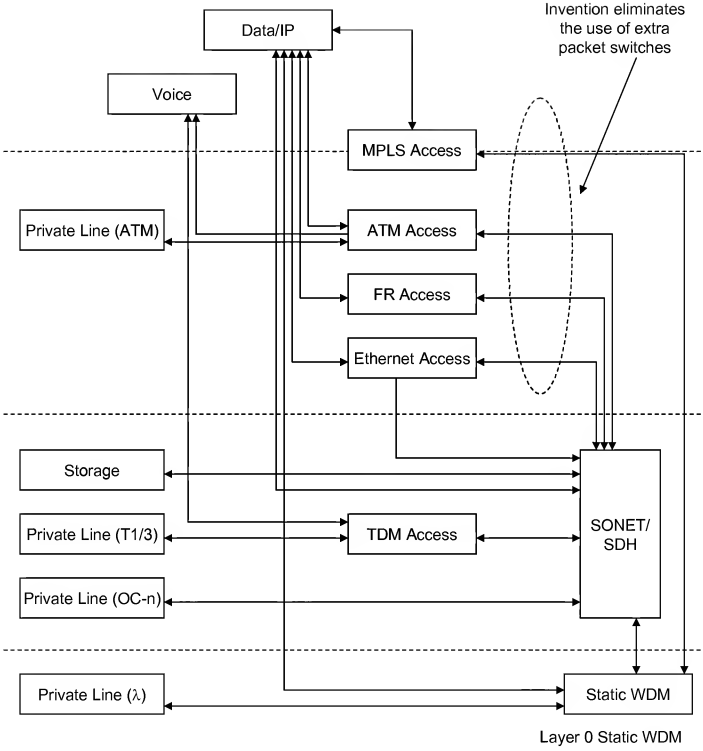 Invention eliminates
the use of extra
packet switches
Data/IP
Voice
MPLS Access
Private Line (ATM)
ATM Access
FR Access
Ethernet Access
Storage
SONET/
SDH
Private Line (T1/3)
TDM Access
Private Line (OC-n)
Private Line (λ)
Static WDM
Layer 0 Static WDM